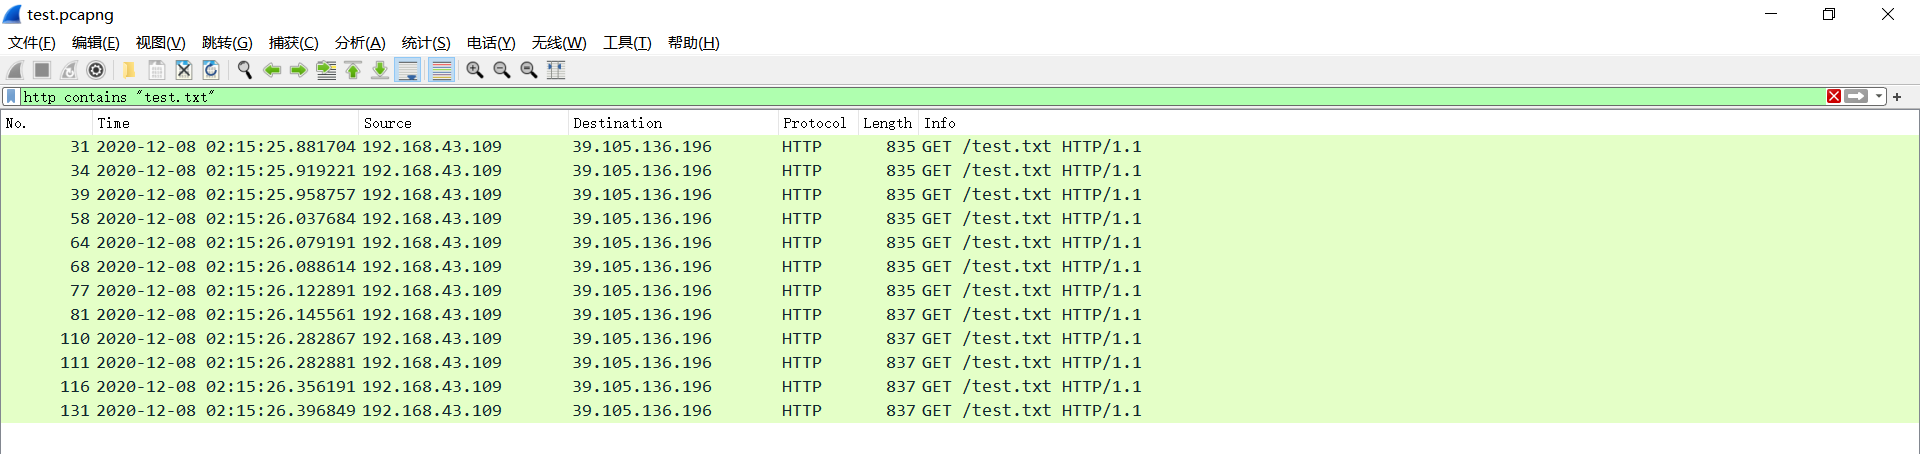 test.pcapng
文件(F) 编辑(E) 视图(V) 跳转(G) 捕获(C) 分析(A) 统计(S) 电话(Y) 无线(W) 工具(T) 帮助(H)
http contains "test.txt"
No. Time Source Destination Protocol Length Info
31 2020-12-08 02:15:25.881704 192.168.43.109 39.105.136.196 HTTP 835 GET /test.txt HTTP/1.1
34 2020-12-08 02:15:25.919221 192.168.43.109 39.105.136.196 HTTP 835 GET /test.txt HTTP/1.1
39 2020-12-08 02:15:25.958757 192.168.43.109 39.105.136.196 HTTP 835 GET /test.txt HTTP/1.1
58 2020-12-08 02:15:26.037684 192.168.43.109 39.105.136.196 HTTP 835 GET /test.txt HTTP/1.1
64 2020-12-08 02:15:26.079191 192.168.43.109 39.105.136.196 HTTP 835 GET /test.txt HTTP/1.1
68 2020-12-08 02:15:26.088614 192.168.43.109 39.105.136.196 HTTP 835 GET /test.txt HTTP/1.1
77 2020-12-08 02:15:26.122891 192.168.43.109 39.105.136.196 HTTP 835 GET /test.txt HTTP/1.1
81 2020-12-08 02:15:26.145561 192.168.43.109 39.105.136.196 HTTP 837 GET /test.txt HTTP/1.1
110 2020-12-08 02:15:26.282867 192.168.43.109 39.105.136.196 HTTP 837 GET /test.txt HTTP/1.1
111 2020-12-08 02:15:26.282881 192.168.43.109 39.105.136.196 HTTP 837 GET /test.txt HTTP/1.1
116 2020-12-08 02:15:26.356191 192.168.43.109 39.105.136.196 HTTP 837 GET /test.txt HTTP/1.1
131 2020-12-08 02:15:26.396849 192.168.43.109 39.105.136.196 HTTP 837 GET /test.txt HTTP/1.1